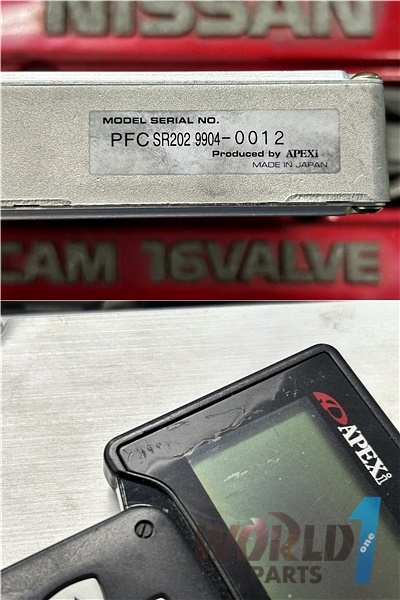 NISSAN
MODEL SERIAL NO.
PFC SR202 9904-0012
Produced by APEXi
MADE IN JAPAN
CAM 16VALVE
APEXi
WORLD 1
one
PARTS